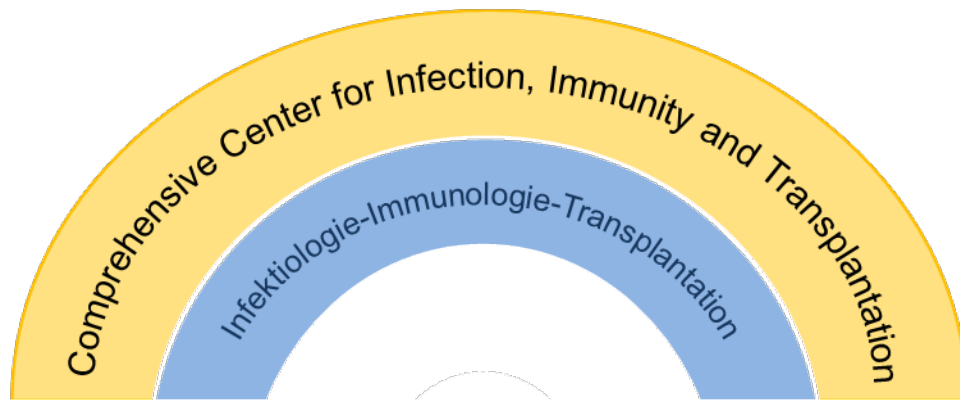 Comprehensive Center for Infection, Immunity and Transplantation
Infektiologie-Immunologie-Transplantation